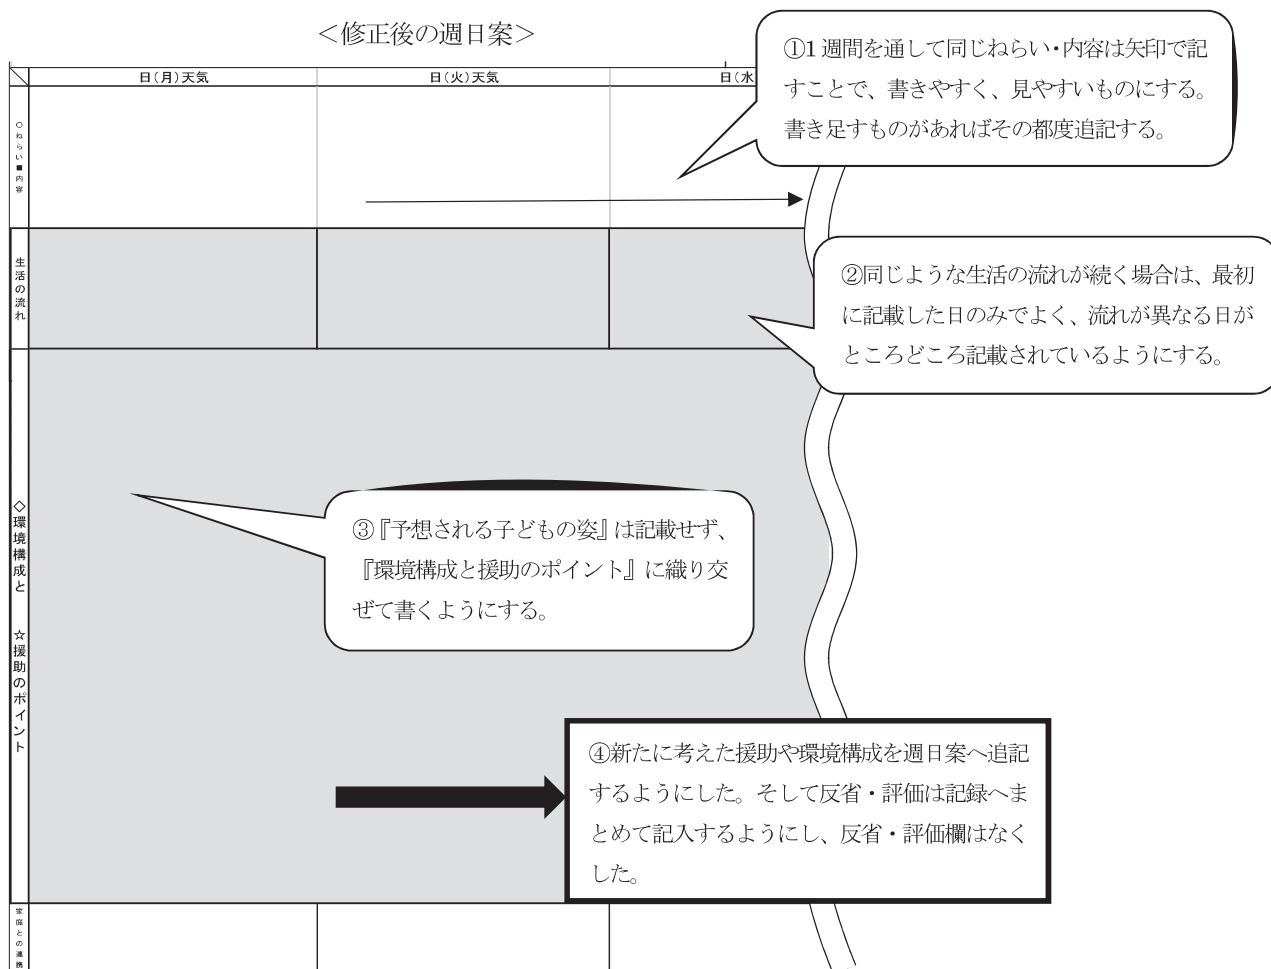 ＜修正後の週日案＞
①1 週間を通して同じねらい・内容は矢印で記
すことで、書きやすく、見やすいものにする。
書き足すものがあればその都度追記する。
日(月)天気
日(火)天気
日(水
○ねらい■内容
生活の流れ
②同じような生活の流れが続く場合は、最初
に記載した日のみでよく、流れが異なる日が
ところどころ記載されているようにする。
◇環境構成と ☆援助のポイント
③『予想される子どもの姿』は記載せず、
『環境構成と援助のポイント』に織り交
ぜて書くようにする。
④新たに考えた援助や環境構成を週日案へ追記
するようにした。そして反省・評価は記録へま
とめて記入するようにし、反省・評価欄はなく
した。
家庭との連携